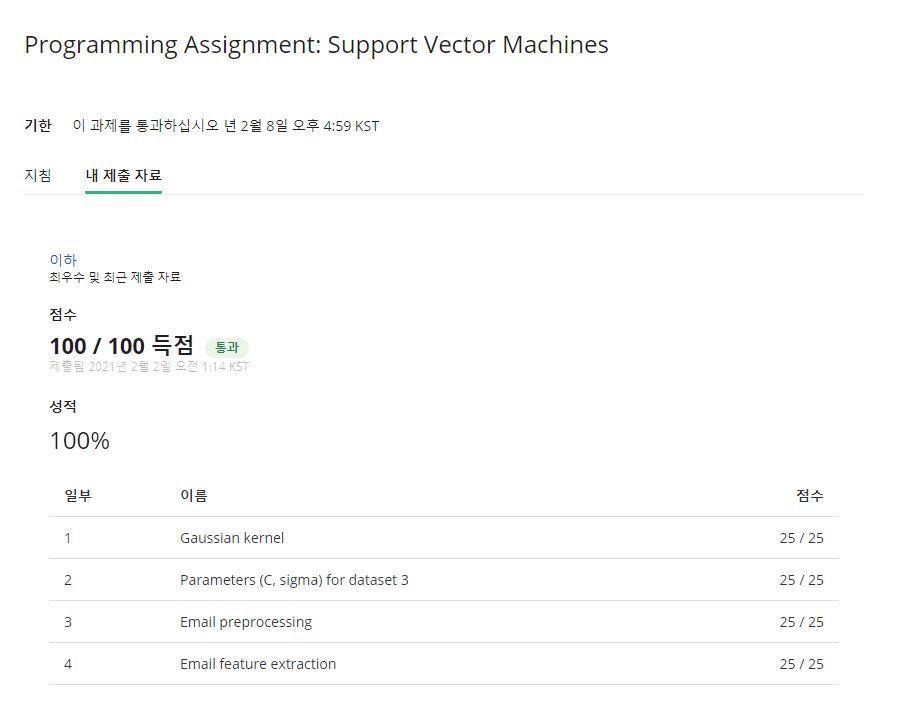 Programming Assignment: Support Vector Machines
기한 이 과제를 통과하십시오 년 2월 8일 오후 4:59 KST
지침 내 제출 자료
이하
최우수 및 최근 제출 자료
점수
100 / 100 득점 통과
제출됨 2021년 2월 2일 오전 1:14 KST
성적
100%
일부 이름 점수
1 Gaussian kernel 25 / 25
2 Parameters (C, sigma) for dataset 3 25 / 25
3 Email preprocessing 25 / 25
4 Email feature extraction 25 / 25